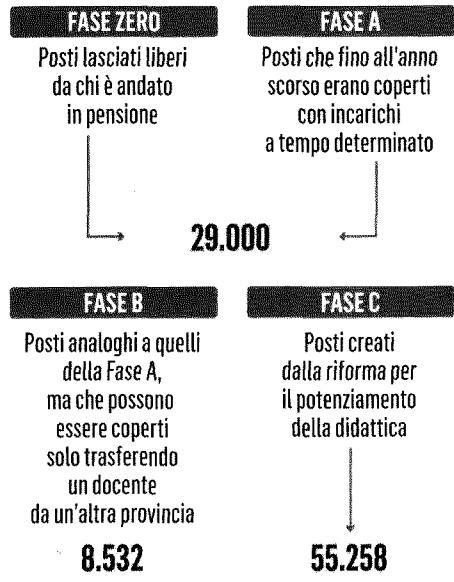 FASE ZERO
Posti lasciati liberi
da chi è andato
in pensione
FASE A
Posti che fino all'anno
scorso erano coperti
con incarichi
a tempo determinato
29.000
FASE B
Posti analoghi a quelli
della Fase A,
ma che possono
essere coperti
solo trasferendo
un docente
da un'altra provincia
8.532
FASE C
Posti creati
dalla riforma per
il potenziamento
della didattica
55.258